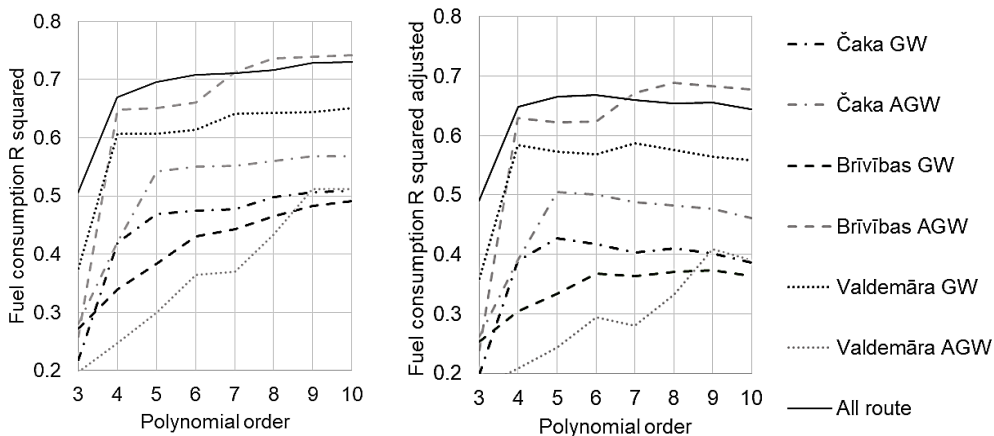 Fuel consumption R squared
0.8
0.7
0.6
0.5
0.4
0.3
0.2
3 4 5 6 7 8 9 10
Polynomial order
Fuel consumption R squared adjusted
0.8
0.7
0.6
0.5
0.4
0.3
0.2
3 4 5 6 7 8 9 10
Polynomial order
Čaka GW
Čaka AGW
Brīvības GW
Brīvības AGW
Valdemāra GW
Valdemāra AGW
All route